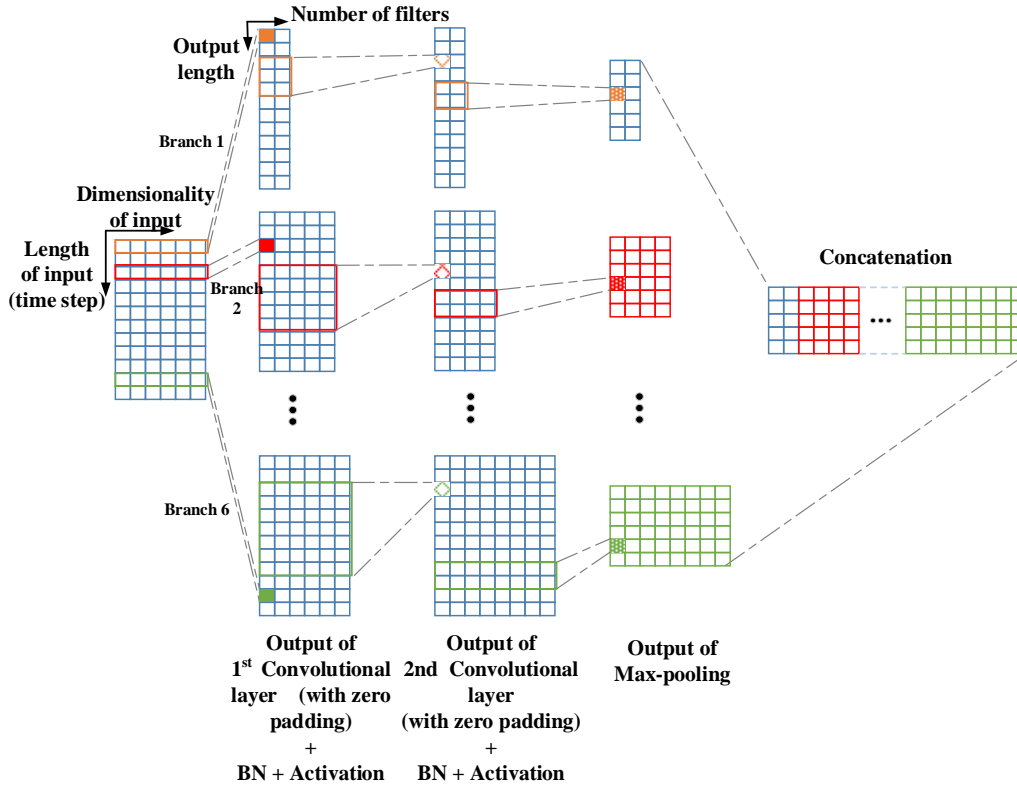 Number of filters
Output
length
Branch 1
Dimensionality
of input
Length
of input
(time step)
Branch
2
Concatenation
Branch 6
Output of
1st Convolutional
layer (with zero
padding)
+
BN + Activation
Output of
2nd Convolutional
layer
(with zero padding)
+
BN + Activation
Output of
Max-pooling